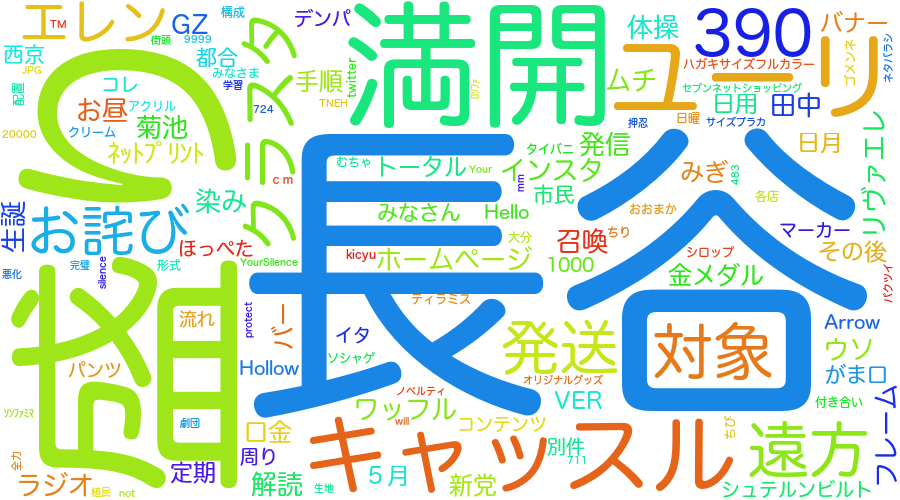 エレン
™
GZ
構成
デンパ
満開
体操
390
バナー
リ
西京
JPG
街頭
9999
都合
みなさま
クラスタ
手順
twitter
TNEH
ムチ
ユー
ハガキサイズフルカラー
ゴメンネ
ネタバラシ
セブンネットショッピング
配置
コレ
学習
724
お昼
アクリル
日用
田中
日曜
サイズプラカ
押忍
20000
クリーム
菊池
ネットプリント
cm
むちゃ
トータル
タイバニ
発信
Your
インスタ
mm
みぎ
483
日月
リヴァエレ
生誕
お詫び
染み
ほっぺた
みなさん
Hello
市民
おおまか
各店
マーカー
長谷
召喚
ちり
大分
kicyu
ホームページ
1000
シロップ
金メダル
その後
パクツイ
悪化
完璧
silence
形式
YourSilence
ティラミス
流れ
protect
バー
イタ
ソシャゲ
Hollow
パンツ
発送
対象
Arrow
ウソ
がま口
オリジナルグッズ
ノベルティ
ワッフル
will
VER
コンテンツ
ちび
付き合い
フレーム
ソンファミマ
劇団
口金
周り
キャッスル
別件
711
遠方
全力
ラジオ
植民
not
定期
解読
生地
5月
新党
シュテルンビルト